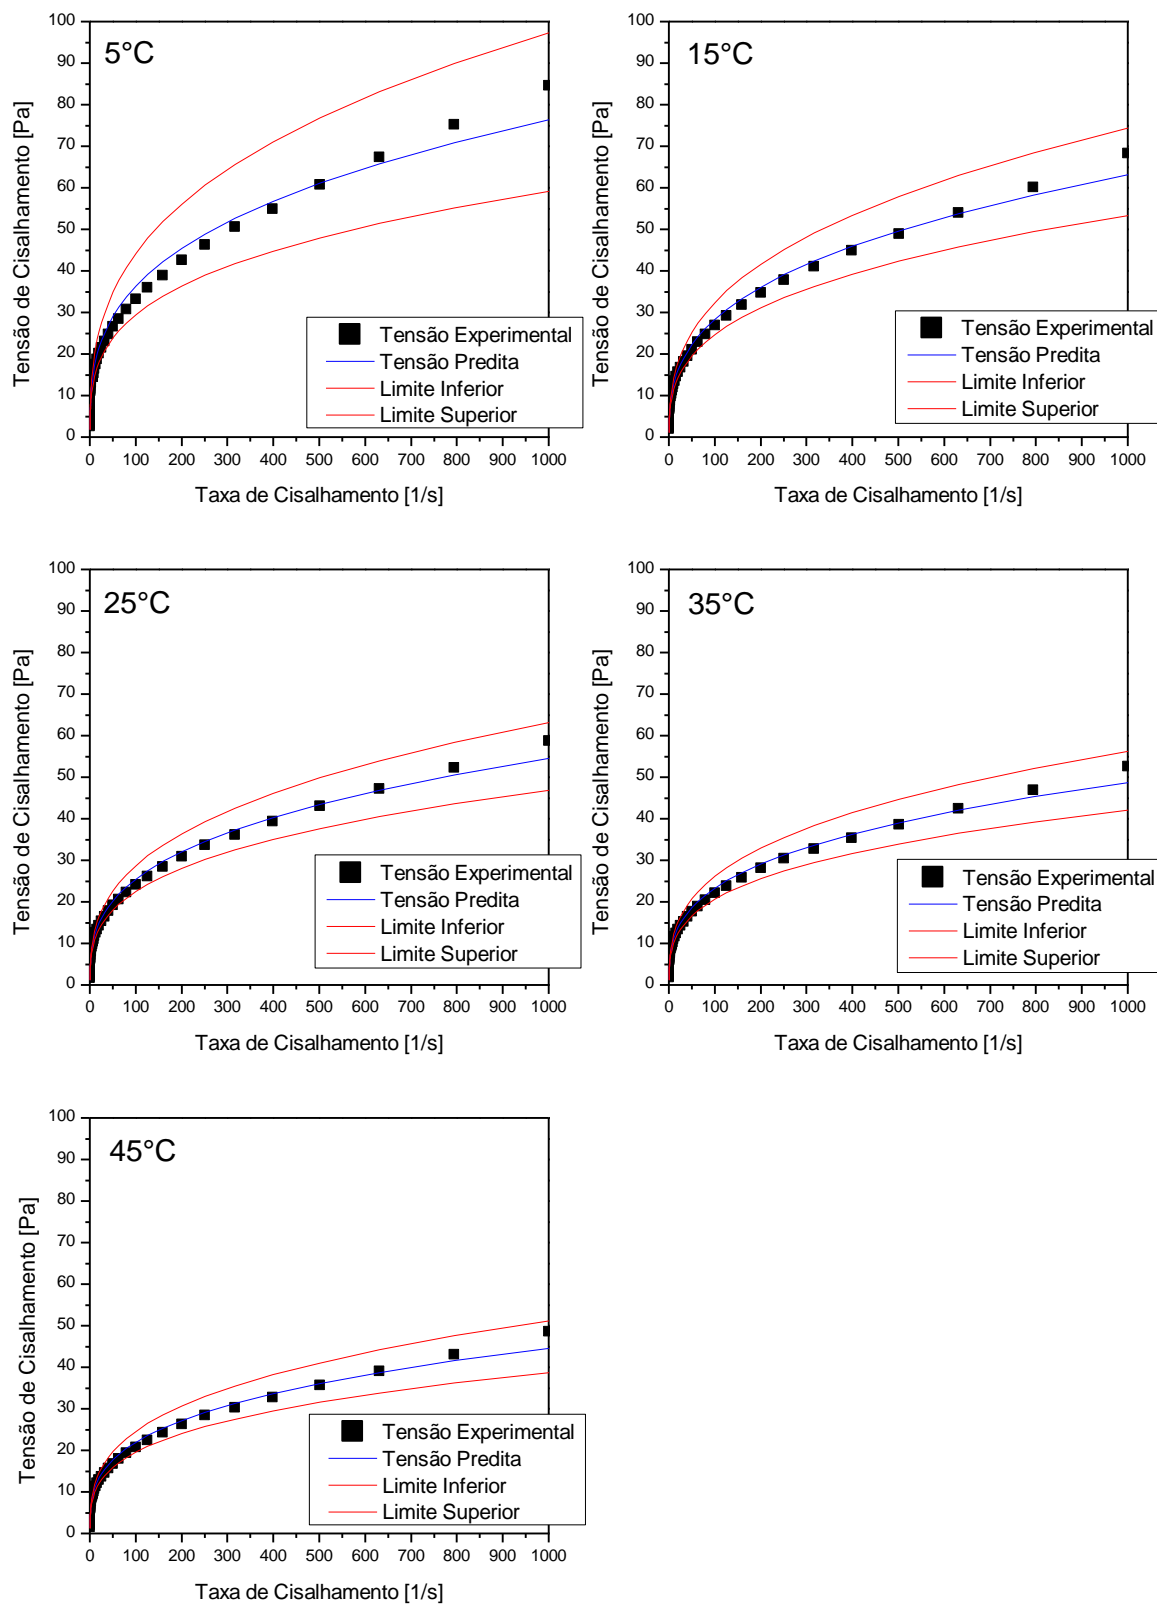 5°C
Tensão de Cisalhamento [Pa]
100
90
80
70
60
50
40
30
20
10
0
Tensão Experimental
Tensão Predita
Limite Inferior
Limite Superior
0 100 200 300 400 500 600 700 800 900 1000
Taxa de Cisalhamento [1/s]
15°C
Tensão de Cisalhamento [Pa]
100
90
80
70
60
50
40
30
20
10
0
Tensão Experimental
Tensão Predita
Limite Inferior
Limite Superior
0 100 200 300 400 500 600 700 800 900 1000
Taxa de Cisalhamento [1/s]
25°C
Tensão de Cisalhamento [Pa]
100
90
80
70
60
50
40
30
20
10
0
Tensão Experimental
Tensão Predita
Limite Inferior
Limite Superior
0 100 200 300 400 500 600 700 800 900 1000
Taxa de Cisalhamento [1/s]
35°C
Tensão de Cisalhamento [Pa]
100
90
80
70
60
50
40
30
20
10
0
Tensão Experimental
Tensão Predita
Limite Inferior
Limite Superior
0 100 200 300 400 500 600 700 800 900 1000
Taxa de Cisalhamento [1/s]
45°C
Tensão de Cisalhamento [Pa]
100
90
80
70
60
50
40
30
20
10
0
Tensão Experimental
Tensão Predita
Limite Inferior
Limite Superior
0 100 200 300 400 500 600 700 800 900 1000
Taxa de Cisalhamento [1/s]